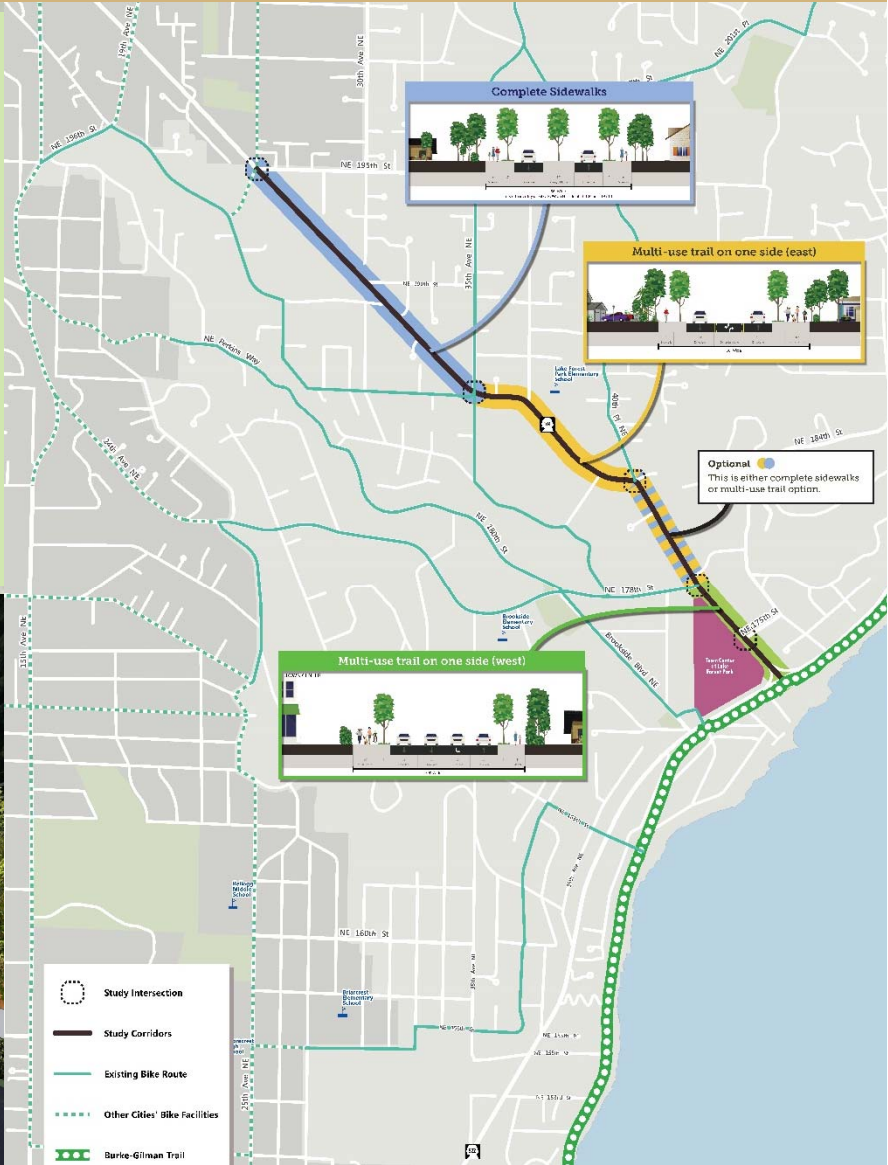 19th Ave NE
30th Ave NE
NE 201st Pl
Complete Sidewalks
NE 196th St
NE 195th St
35th Ave NE
Multi-use trail on one side (east)
NE Perkins Way
Lake Forest
Park Elementary
School
40th Pl NE
24th Ave NE
NE 184th St
Optional
This is either complete sidewalks
or multi-use trail option.
NE 180th St
NE 178th St
15th Ave NE
NE 175th St
Brookside
Elementary
School
Brookside Blvd NE
Town Center
at Lake
Forest Park
Multi-use trail on one side (west)
Kellogg
Middle
School
NE 160th St
35th Ave NE
Briarcrest
Elementary
School
25th Ave NE
Study Intersection
Study Corridors
Existing Bike Route
Other Cities' Bike Facilities
Burke-Gilman Trail
522